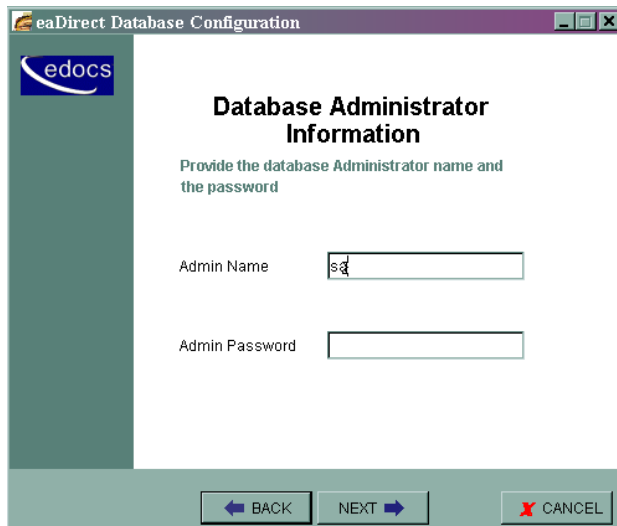 eaDirect Database Configuration
edocs
Database Administrator
Information
Provide the database Administrator name and
the password
Admin Name
sa
Admin Password
BACK
NEXT
CANCEL